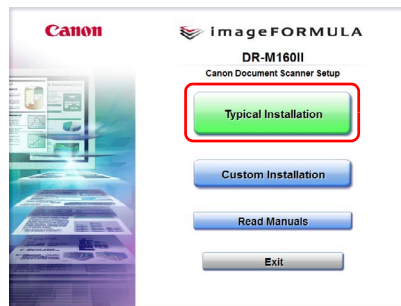 Canon
imageFORMULA
DR-M160II
Canon Document Scanner Setup
Typical Installation
Custom Installation
Read Manuals
Exit